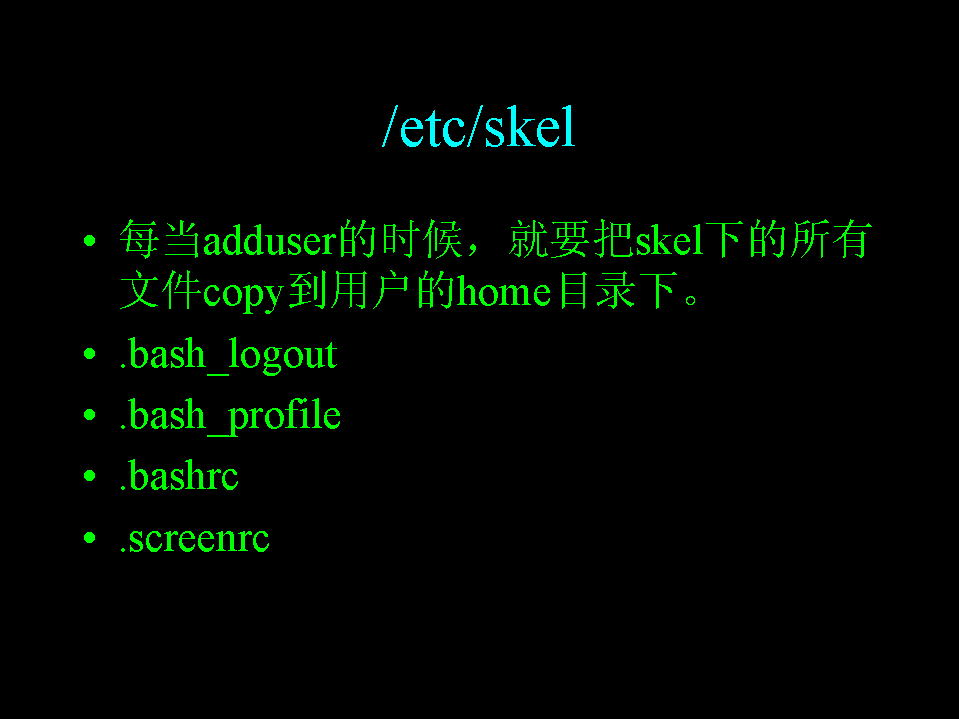 /etc/skel
• 每当adduser的时候，就要把skel下的所有
文件copy到用户的home目录下。
• .bash_logout
• .bash_profile
• .bashrc
• .screenrc